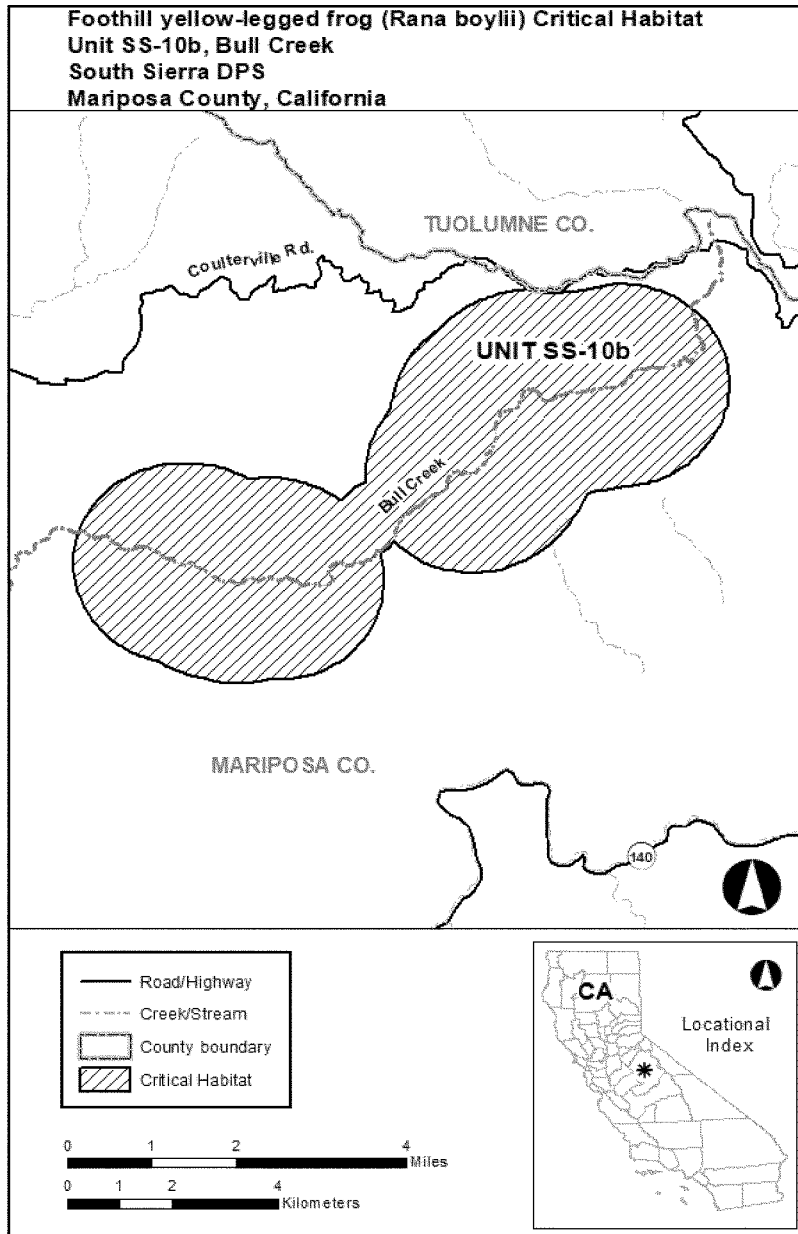 Foothill yellow-legged frog (Rana boylii) Critical Habitat
Unit SS-10b, Bull Creek
South Sierra DPS
Mariposa County, California
TUOLUMNE CO.
Coulterville Rd.
UNIT SS-10b
Bull Creek
MARIPOSA CO.
140
Road/Highway
Creek/Stream
County boundary
Critical Habitat
0 1 2 4
Miles
0 1 2 4
Kilometers
CA
Locational
Index